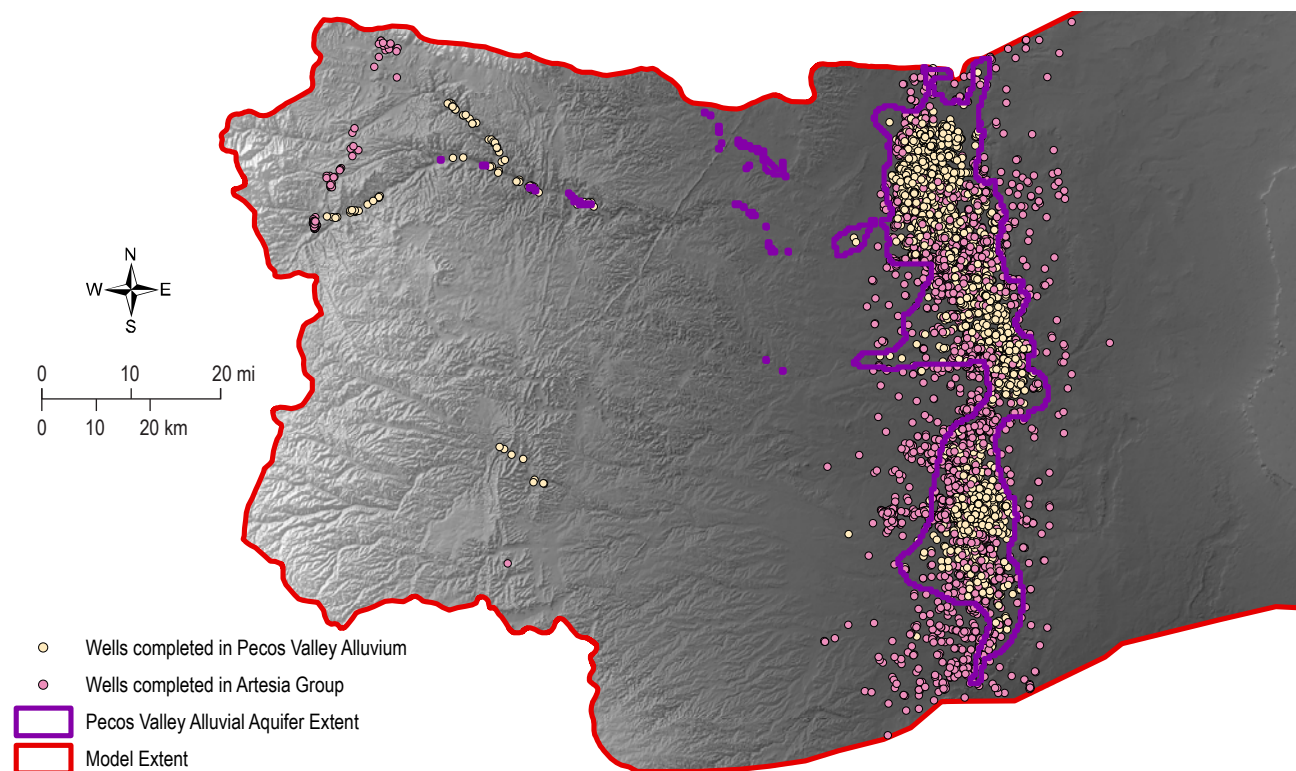 N
W E
S
0 10 20 mi
0 10 20 km
Wells completed in Pecos Valley Alluvium
Wells completed in Artesia Group
Pecos Valley Alluvial Aquifer Extent
Model Extent